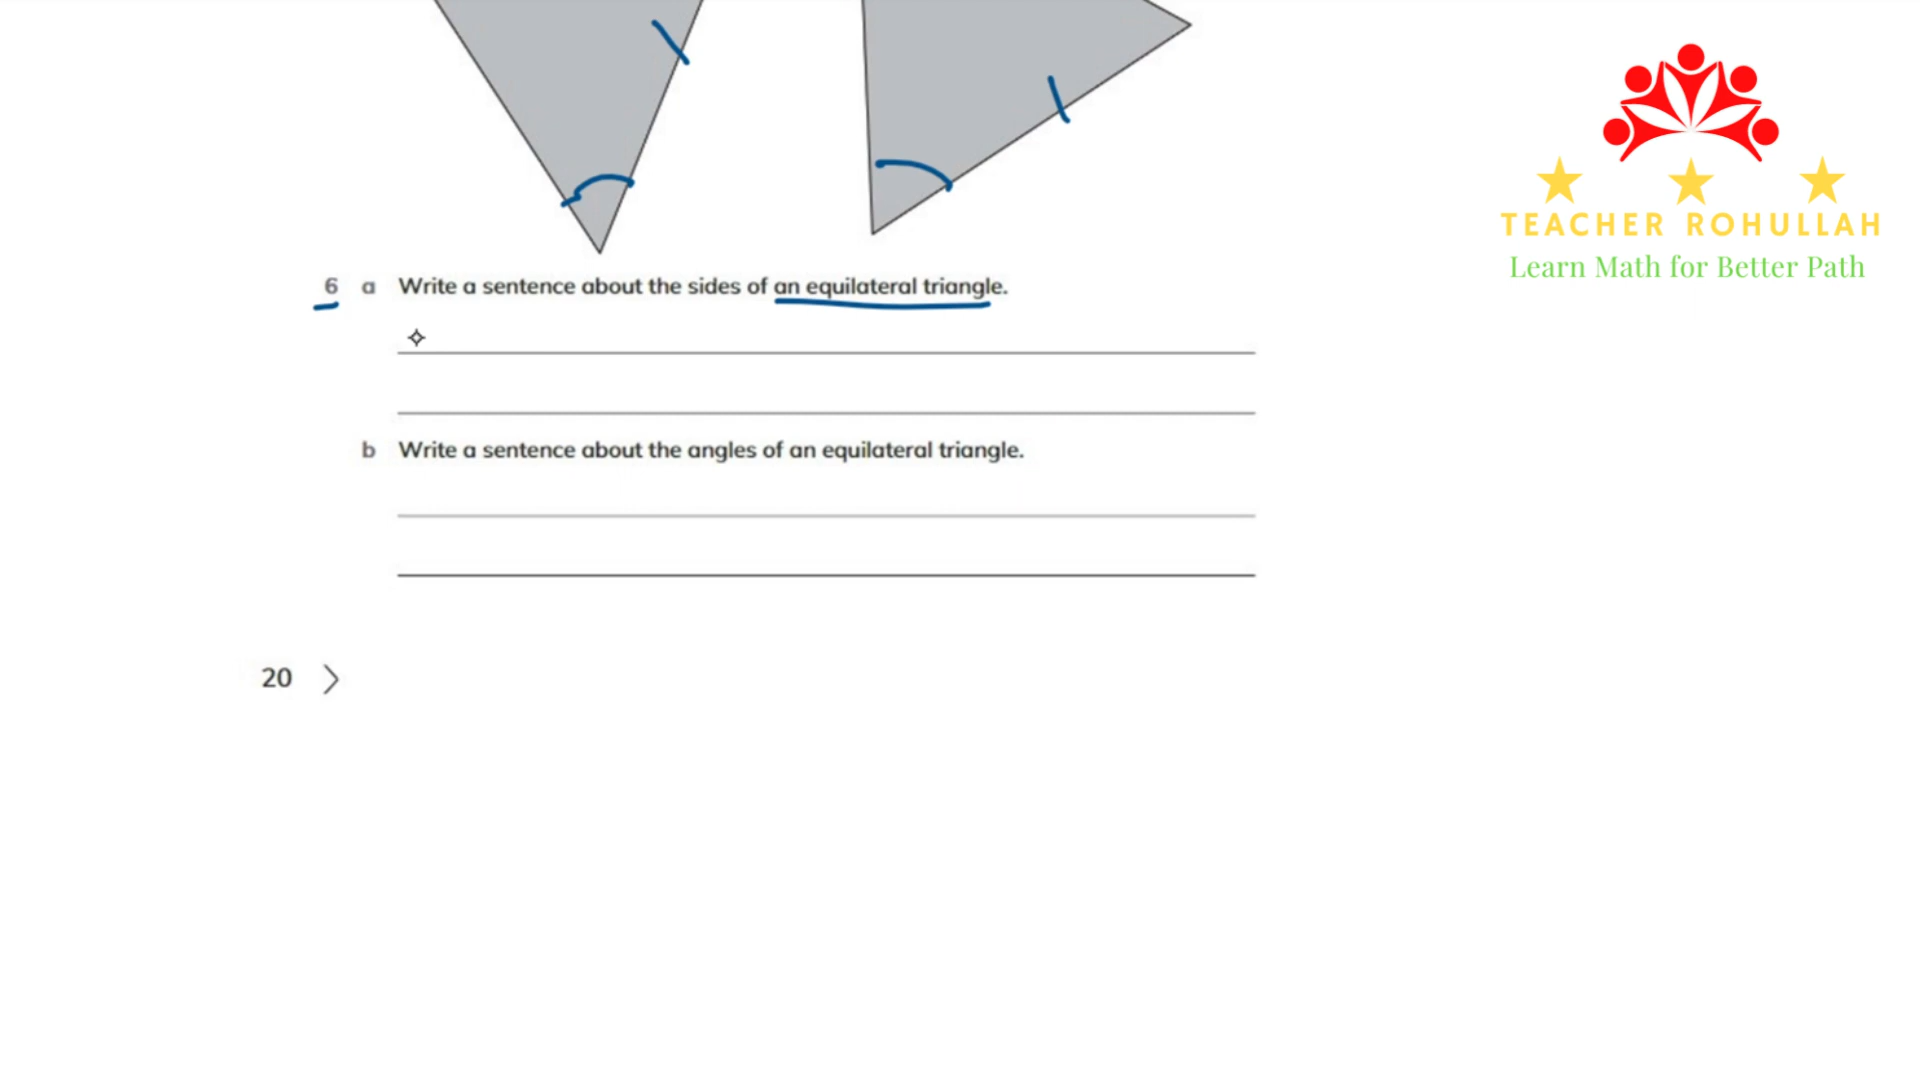 6 a Write a sentence about the sides of an equilateral triangle.
b Write a sentence about the angles of an equilateral triangle.
20
TEACHER ROHULLAH
Learn Math for Better Path